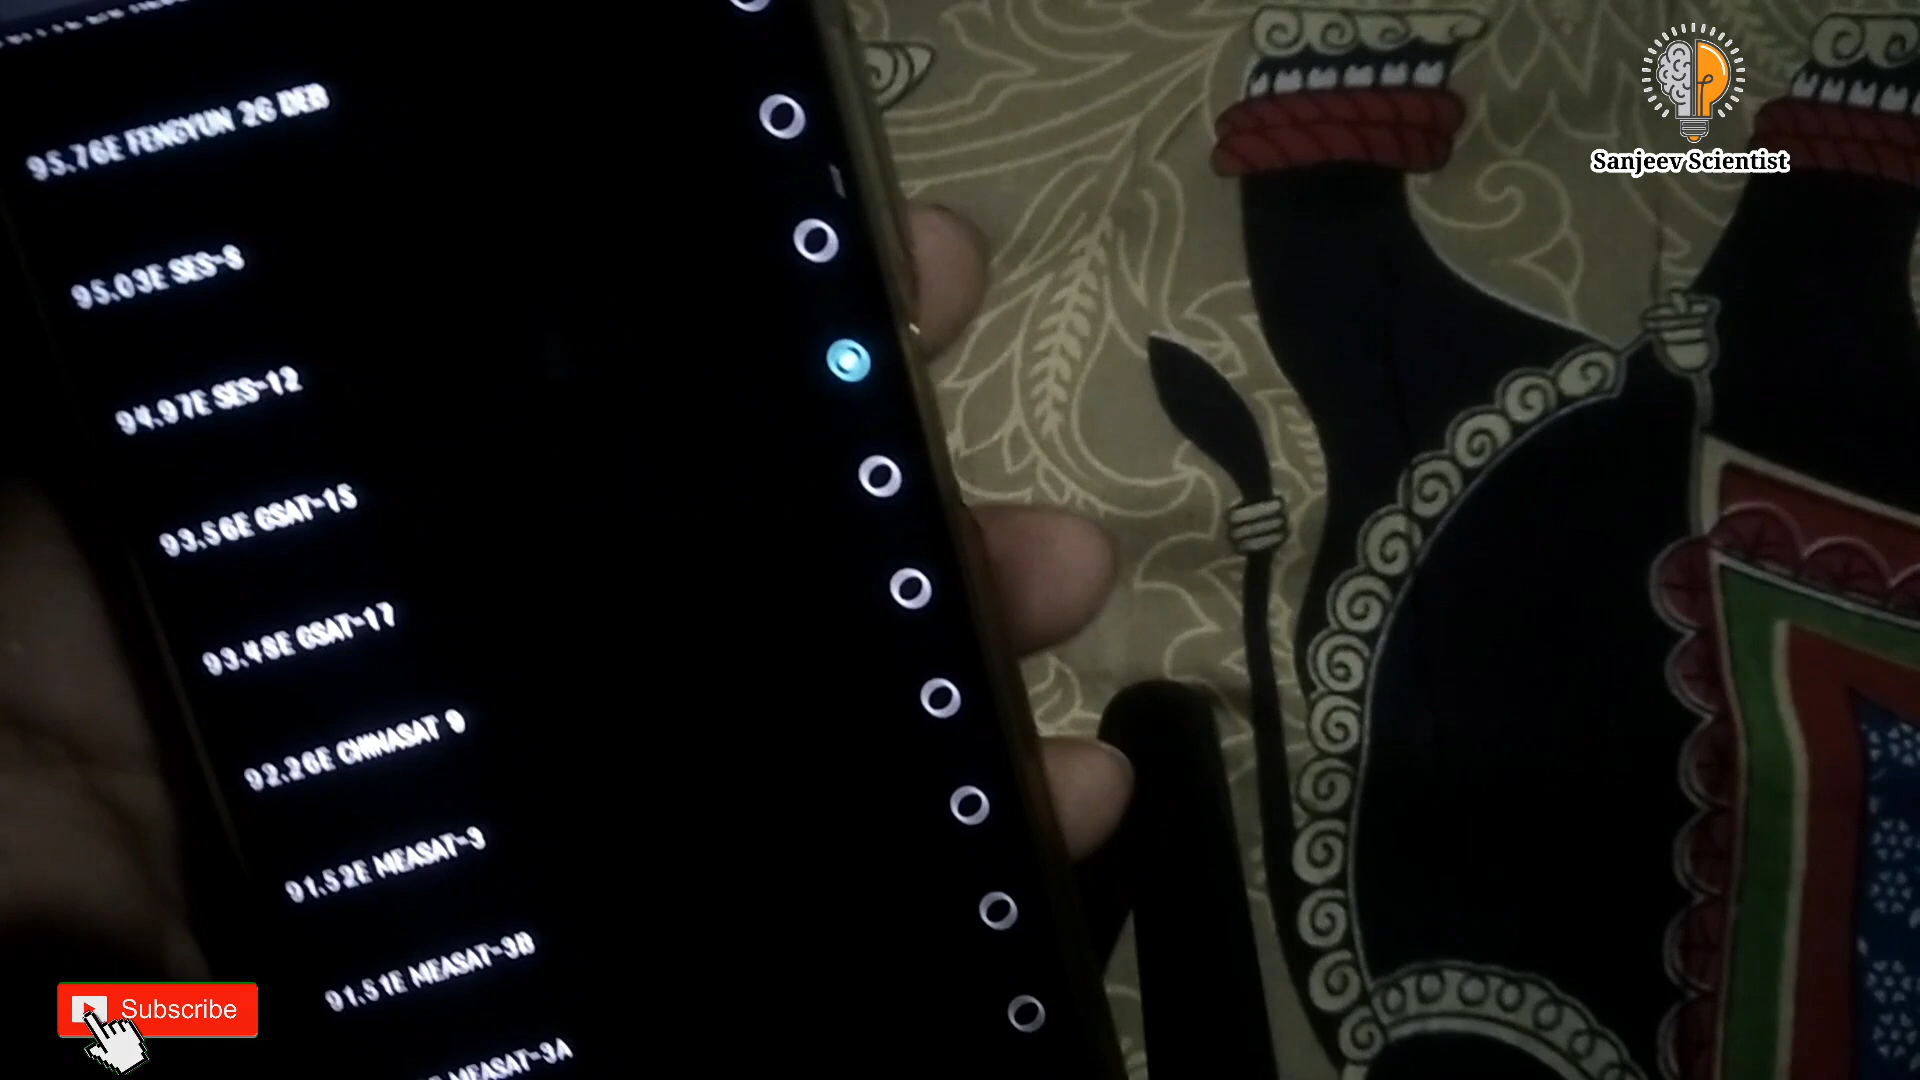 95.76E FENGYUN 2G DEB
95.03E SES-8
94.97E SES-12
93.56E GSAT-15
93.48E GSAT-17
92.26E CHINASAT 9
91.52E MEASAT-3
91.51E MEASAT-3B
MEASAT-3A
Sanjeev Scientist
Subscribe